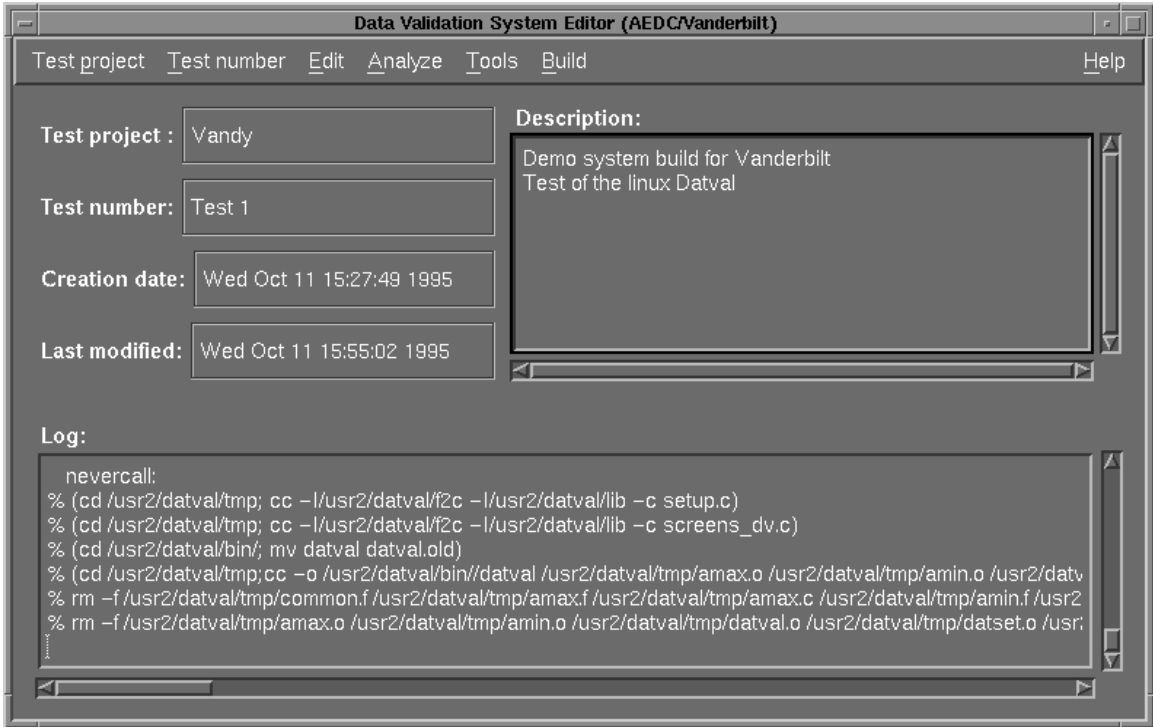 Data Validation System Editor (AEDC/Vanderbilt)
Test project Test number Edit Analyze Tools Build Help
Test project : Vandy
Test number: Test 1
Creation date: Wed Oct 11 15:27:49 1995
Last modified: Wed Oct 11 15:55:02 1995
Description:
Demo system build for Vanderbilt
Test of the linux Datval
Log:
nevercall:
% (cd /usr2/datval/tmp; cc –I/usr2/datval/f2c –I/usr2/datval/lib –c setup.c)
% (cd /usr2/datval/tmp; cc –I/usr2/datval/f2c –I/usr2/datval/lib –c screens_dv.c)
% (cd /usr2/datval/bin/; mv datval datval.old)
% (cd /usr2/datval/tmp;cc –o /usr2/datval/bin//datval /usr2/datval/tmp/amax.o /usr2/datval/tmp/amin.o /usr2/datv
% rm –f /usr2/datval/tmp/common.f /usr2/datval/tmp/amax.f /usr2/datval/tmp/amax.c /usr2/datval/tmp/amin.f /usr2
% rm –f /usr2/datval/tmp/amax.o /usr2/datval/tmp/amin.o /usr2/datval/tmp/datval.o /usr2/datval/tmp/datset.o /usr